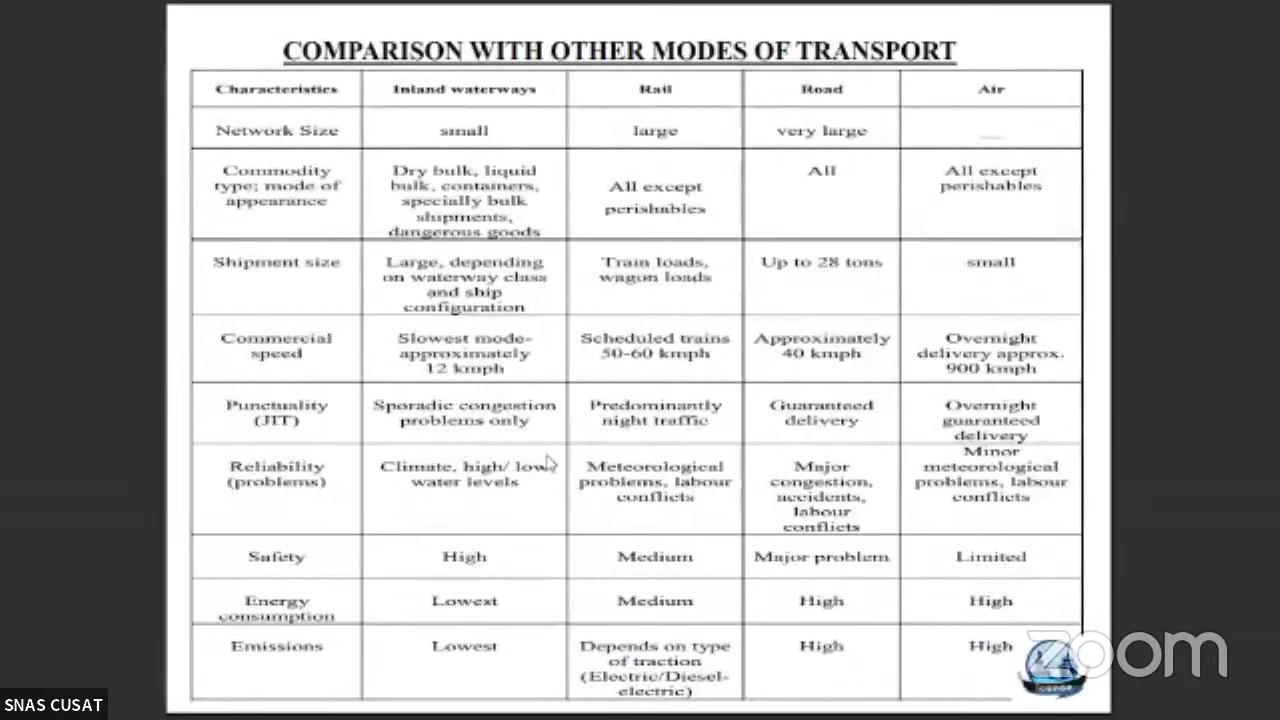 COMPARISON WITH OTHER MODES OF TRANSPORT
Characteristics Inland waterways Rail Road Air
Network Size small large very large __
Commodity type; mode of appearance
Dry bulk, liquid bulk, containers, specially bulk shipments, dangerous goods
All except perishables
All
All except perishables
Shipment size
Large, depending on waterway class and ship configuration
Train loads, wagon loads
Up to 28 tons
small
Commercial speed
Slowest mode- approximately 12 kmph
Scheduled trains 50-60 kmph
Approximately 40 kmph
Overnight delivery approx. 900 kmph
Punctuality (JIT)
Sporadic congestion problems only
Predominantly night traffic
Guaranteed delivery
Overnight guaranteed delivery
Reliability (problems)
Climate, high/ low water levels
Meteorological problems, labour conflicts
Major congestion, accidents, labour conflicts
Minor meteorological problems, labour conflicts
Safety High Medium Major problem Limited
Energy consumption
Lowest Medium High High
Emissions
Lowest
Depends on type of traction (Electric/Diesel-electric)
High
High
zoom
SNAS CUSAT